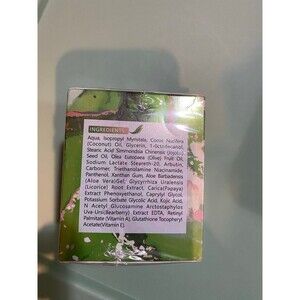 INGREDIENTS
Aqua, Isopropyl Myristate, Cocos Nucifera
(Coconut) Oil, Glycerin, 1-Octadecanol,
Stearic Acid Simmondsia Chinensis (Jojoba)
Seed Oil, Olea Europaea (Olive) Fruit Oil,
Sodium Lactate Steareth-20, Arbutin,
Carbomer, Triethanolamine Niacinamide,
Panthenol, Xanthan Gum, Aloe Barbadensis
(Aloe Vera)Gel, Glycyrrhiza Uralensis
(Licorice) Root Extract, Carica(Papaya)
Extract Phenoxyethanol, Caprylyl Glycol,
Potassium Sorbate Glycolic Acid, Kojic Acid,
N Acetyl Glucosamine Arctostaphylos
Uva-Ursi(Bearberry) Extract EDTA, Retinyl
Palmitate (Vitamin A), Glutathione Tocopheryl
Acetate(Vitamin E).